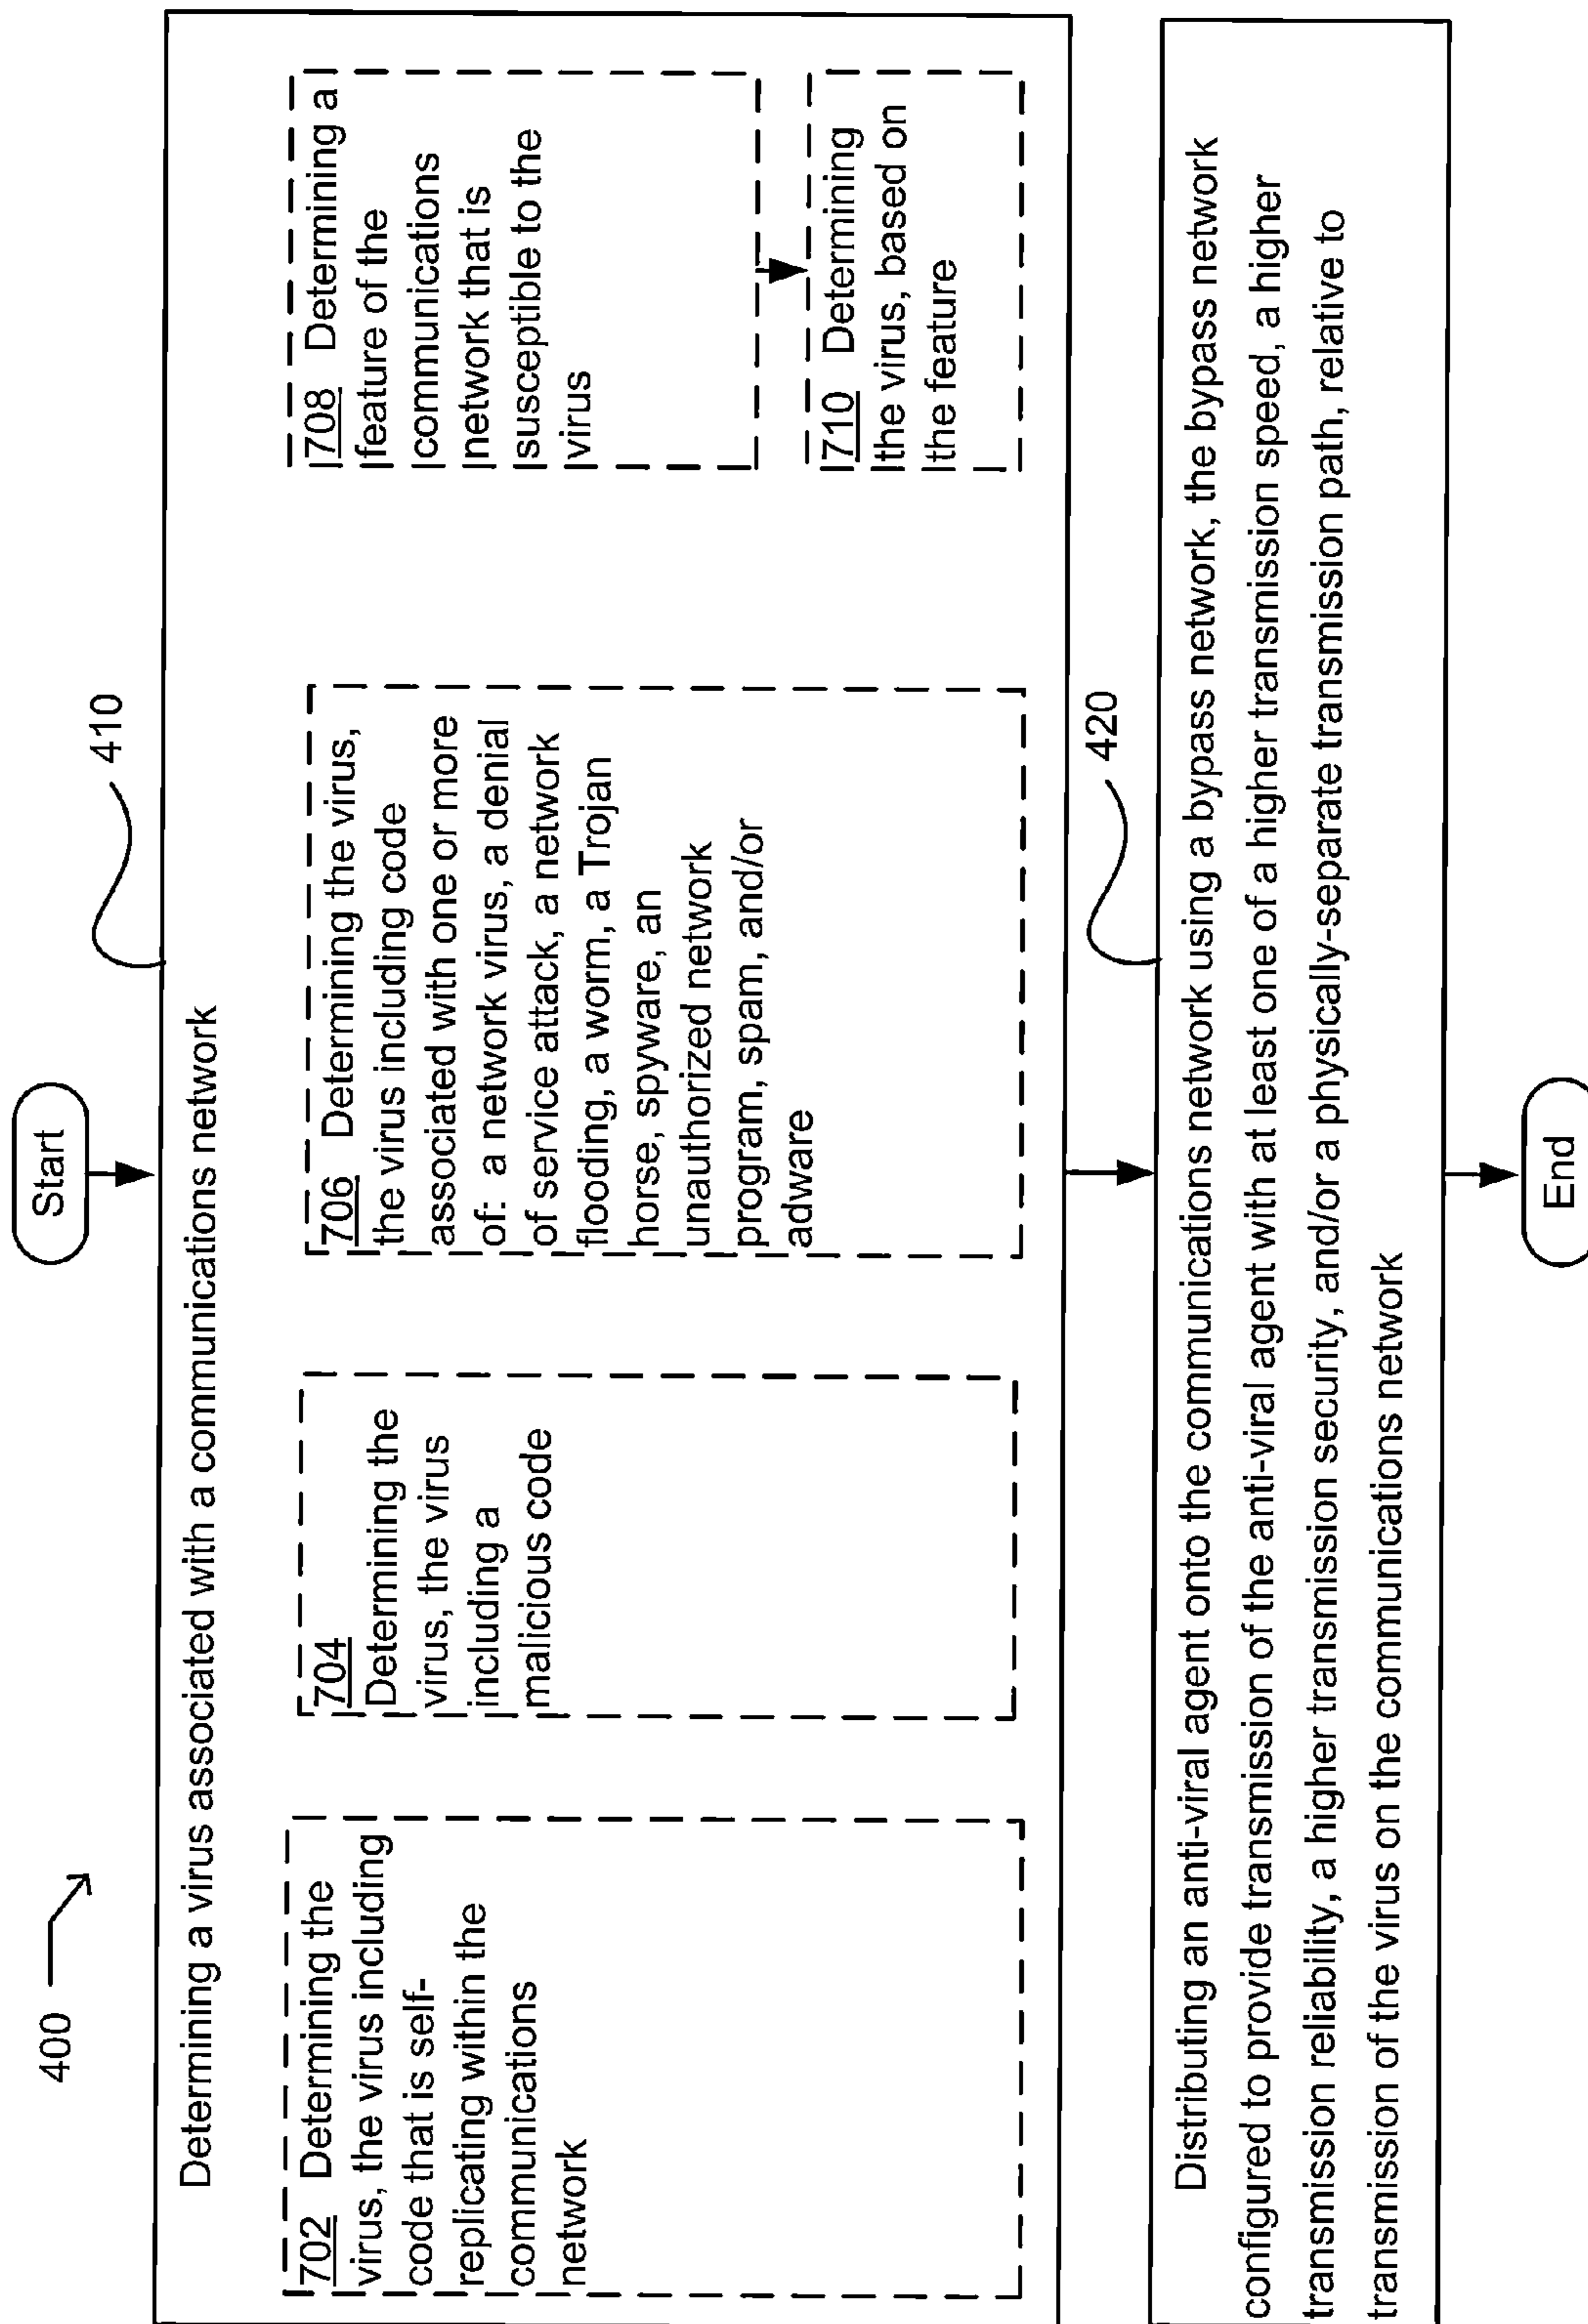 400
Start
410
Determining a virus associated with a communications network
702 Determining the
virus, the virus including
code that is self-
replicating within the
communications
network
704
Determining the
virus, the virus
including a
malicious code
706 Determining the virus,
the virus including code
associated with one or more
of: a network virus, a denial
of service attack, a network
flooding, a worm, a Trojan
horse, spyware, an
unauthorized network
program, spam, and/or
adware
708 Determining a
feature of the
communications
network that is
susceptible to the
virus
710 Determining
the virus, based on
the feature
420
Distributing an anti-viral agent onto the communications network using a bypass network, the bypass network
configured to provide transmission of the anti-viral agent with at least one of a higher transmission speed, a higher
transmission reliability, a higher transmission security, and/or a physically-separate transmission path, relative to
transmission of the virus on the communications network
End